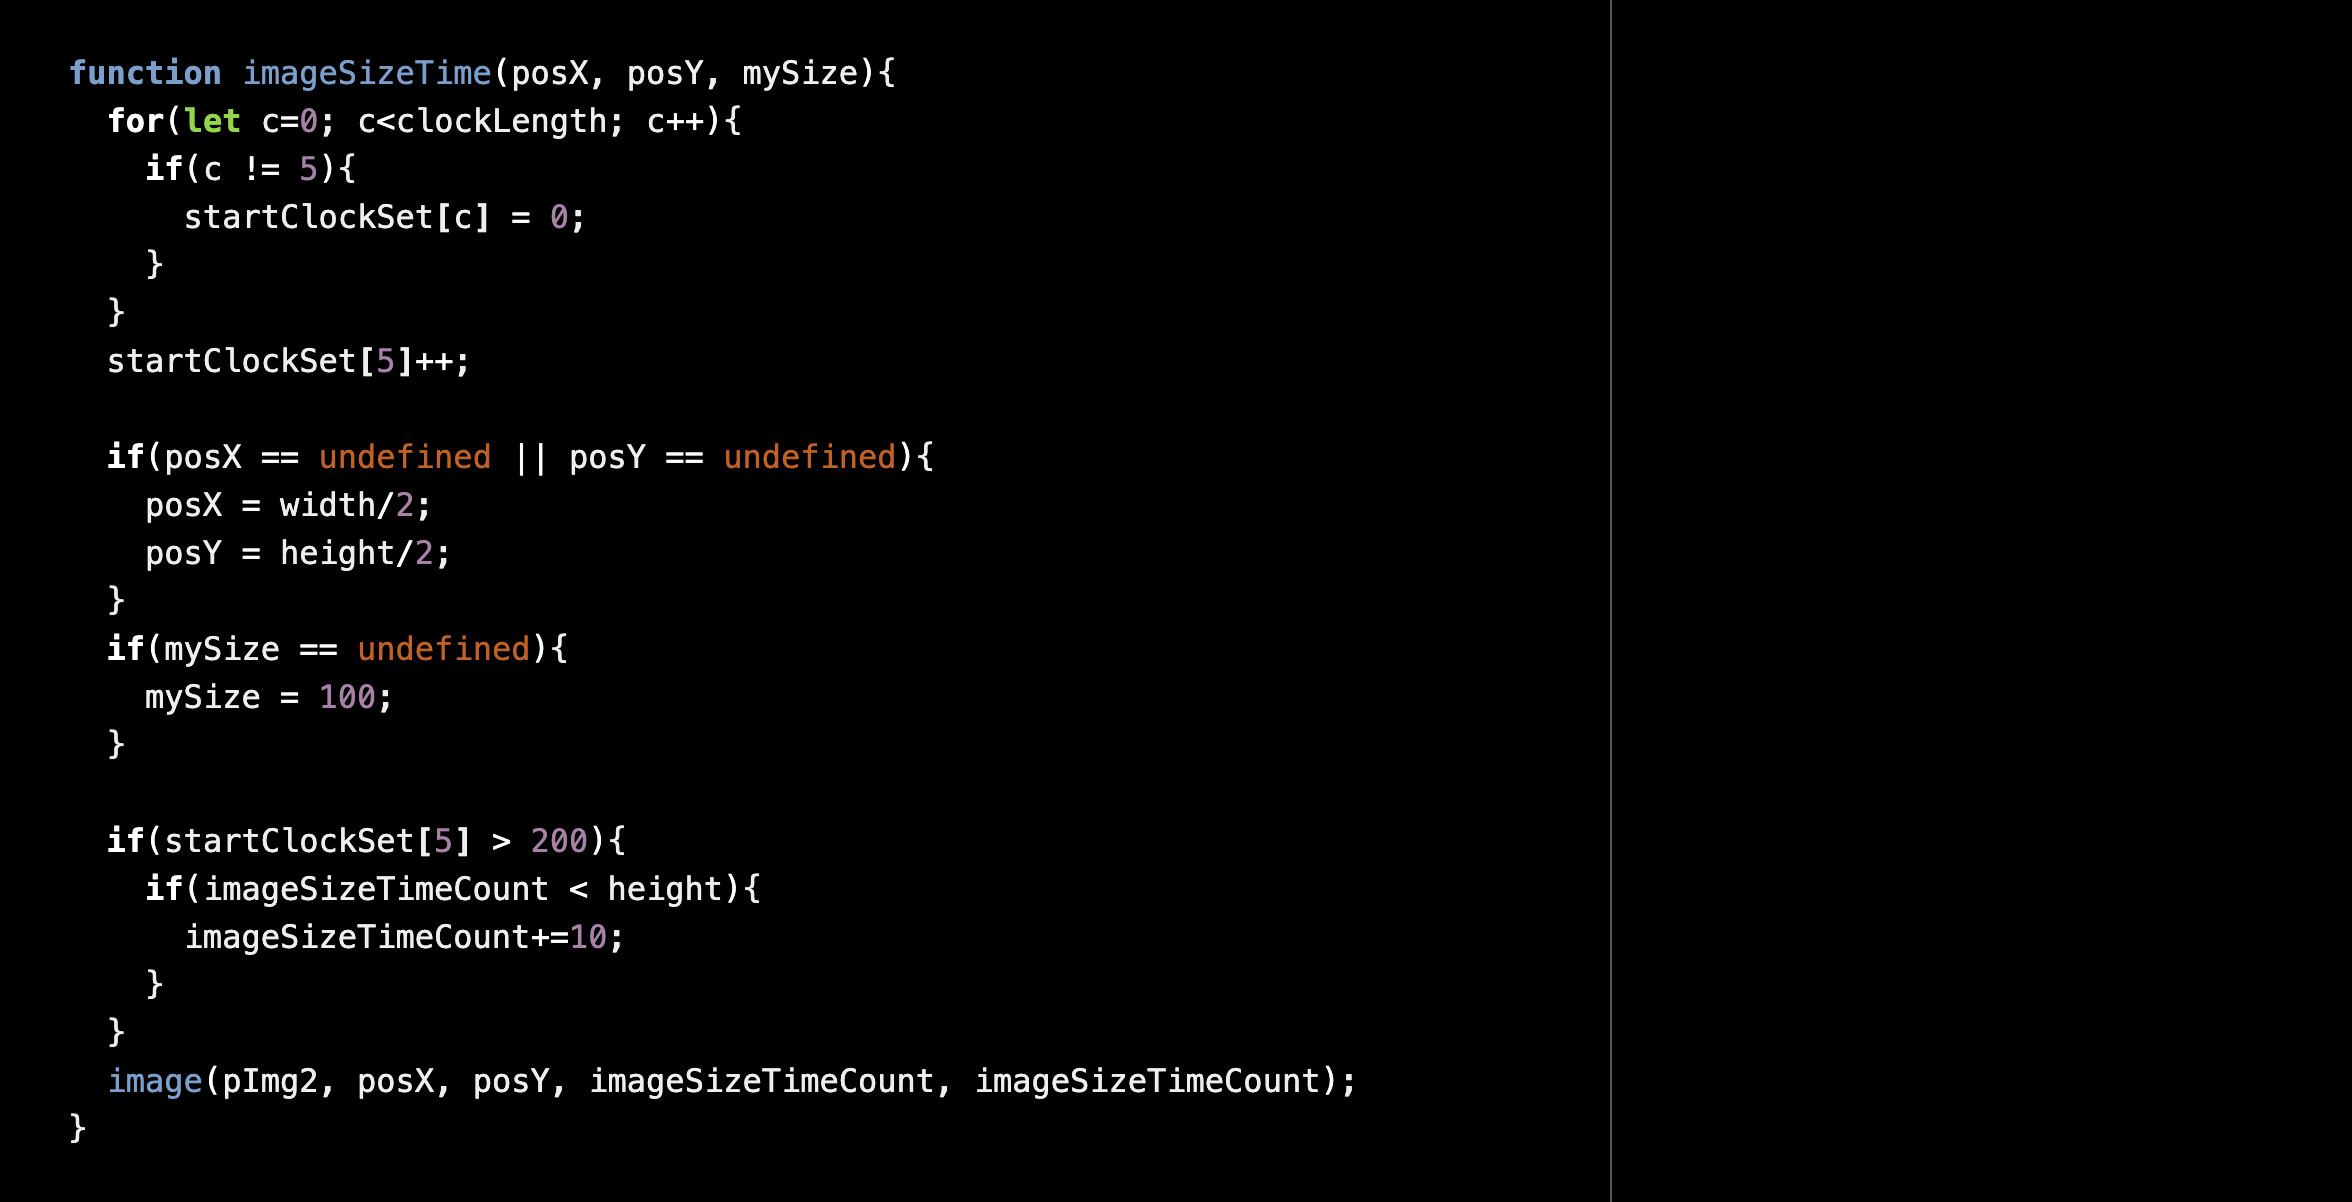 function imageSizeTime(posX, posY, mySize){
for(let c=0; c<clockLength; c++){
if(c != 5){
startClockSet[c] = 0;
}
}
startClockSet[5]++;
if(posX == undefined || posY == undefined){
posX = width/2;
posY = height/2;
}
if(mySize == undefined){
mySize = 100;
}
if(startClockSet[5] > 200){
if(imageSizeTimeCount < height){
imageSizeTimeCount+=10;
}
}
image(pImg2, posX, posY, imageSizeTimeCount, imageSizeTimeCount);
}